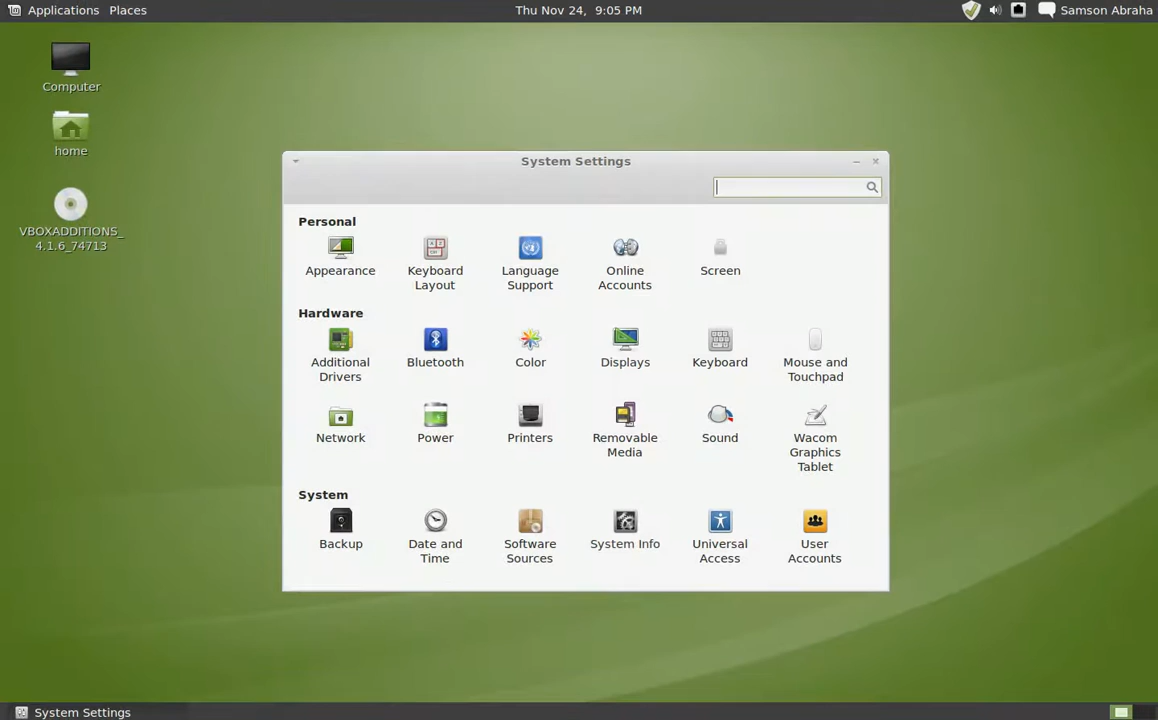 Applications Places Thu Nov 24, 9:05 PM Samson Abraha
Computer
home
VBOXADDITIONS_
4.1.6_74713
System Settings
Personal
Appearance
Keyboard
Layout
Language
Support
Online
Accounts
Screen
Hardware
Additional
Drivers
Bluetooth
Color
Displays
Keyboard
Mouse and
Touchpad
Network
Power
Printers
Removable
Media
Sound
Wacom
Graphics
Tablet
System
Backup
Date and
Time
Software
Sources
System Info
Universal
Access
User
Accounts
System Settings